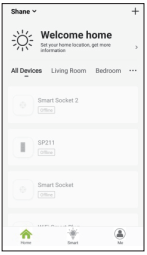 Shane
Welcome home
Set your home location, get more
information
All Devices Living Room Bedroom
Smart Socket 2
Offline
SP211
Offline
Smart Socket
Offline
Home Smart Me